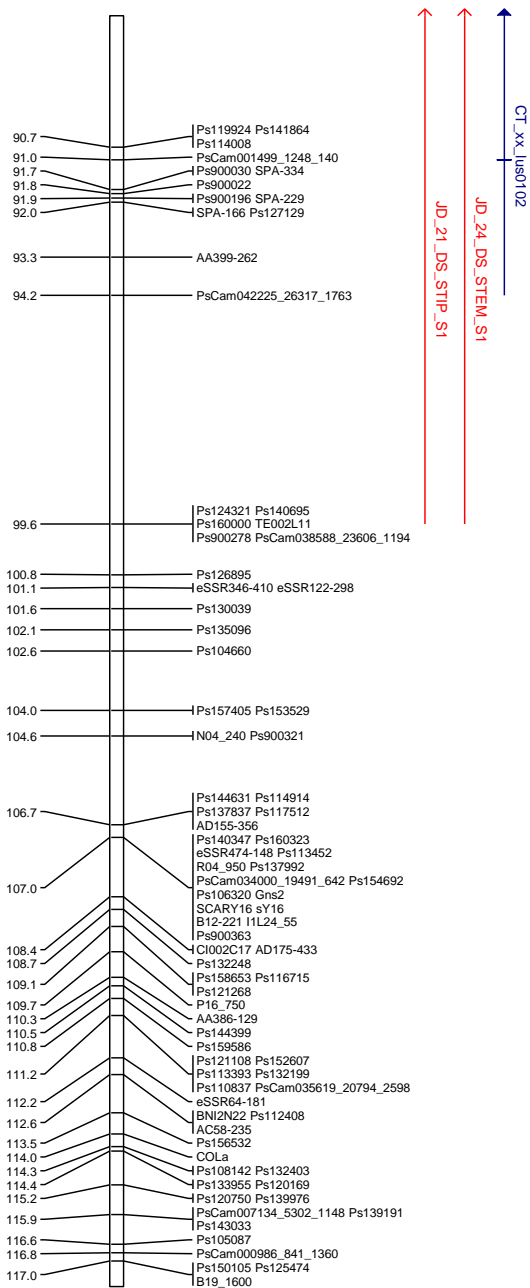 90.7 Ps119924 Ps141864
Ps114008
91.0 PsCam001499_1248_140
91.7 Ps900030 SPA-334
91.8 Ps900022
91.9 Ps900196 SPA-229
92.0 SPA-166 Ps127129
93.3 AA399-262
94.2 PsCam042225_26317_1763
Ps124321 Ps140695
99.6 Ps160000 TE002L11
Ps900278 PsCam038588_23606_1194
100.8 Ps126895
101.1 eSSR346-410 eSSR122-298
101.6 Ps130039
102.1 Ps135096
102.6 Ps104660
104.0 Ps157405 Ps153529
104.6 N04_240 Ps900321
Ps144631 Ps114914
106.7 Ps137837 Ps117512
AD155-356
Ps140347 Ps160323
eSSR474-148 Ps113452
R04_950 Ps137992
107.0 PsCam034000_19491_642 Ps154692
Ps106320 Gns2
SCARY16 sY16
B12-221 I1L24_55
Ps900363
108.4 CI002C17 AD175-433
108.7 Ps132248
109.1 Ps158653 Ps116715
Ps121268
109.7 P16_750
110.3 AA386-129
110.5 Ps144399
110.8 Ps159586
Ps121108 Ps152607
111.2 Ps113393 Ps132199
Ps110837 PsCam035619_20794_2598
112.2 eSSR64-181
112.6 BNI2N22 Ps112408
AC58-235
113.5 Ps156532
114.0 COLa
114.3 Ps108142 Ps132403
114.4 Ps133955 Ps120169
115.2 Ps120750 Ps139976
115.9 PsCam007134_5302_1148 Ps139191
Ps143033
116.6 Ps105087
116.8 PsCam000986_841_1360
117.0 Ps150105 Ps125474
B19_1600
JD_21_DS_STIP_S1
JD_24_DS_STEM_S1
CT_xx_lus0102